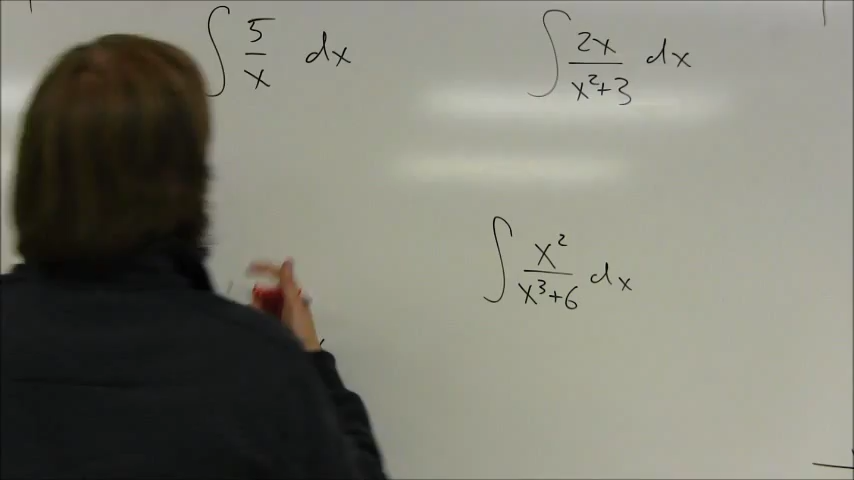 ∫ 5/x dx
∫ 2x/(x²+3) dx
∫ x²/(x³+6) dx